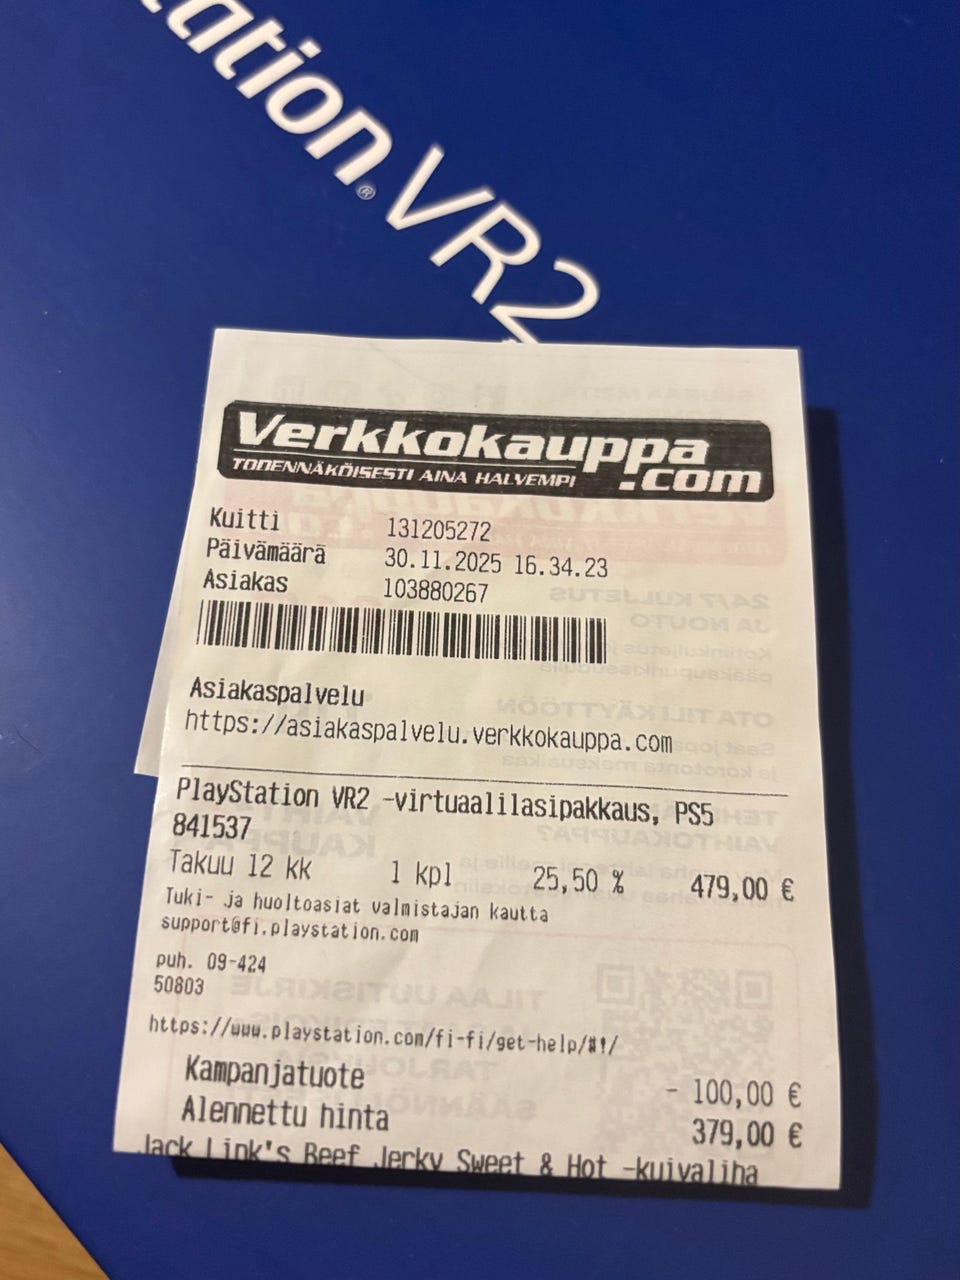 tation® VR2
Verkkokauppa
.com
TODENNÄKÖISESTI AINA HALVEMPI
Kuitti 131205272
Päivämäärä 30.11.2025 16.34.23
Asiakas 103880267
Asiakaspalvelu
https://asiakaspalvelu.verkkokauppa.com
PlayStation VR2 -virtuaalilasipakkaus, PS5
841537
Takuu 12 kk 1 kpl 25,50 % 479,00 €
Tuki- ja huoltoasiat valmistajan kautta
support@fi.playstation.com
puh. 09-424
50803
https://www.playstation.com/fi-fi/get-help/#!/
Kampanjatuote - 100,00 €
Alennettu hinta 379,00 €
Jack Link's Beef Jerky Sweet & Hot -kuivaliha